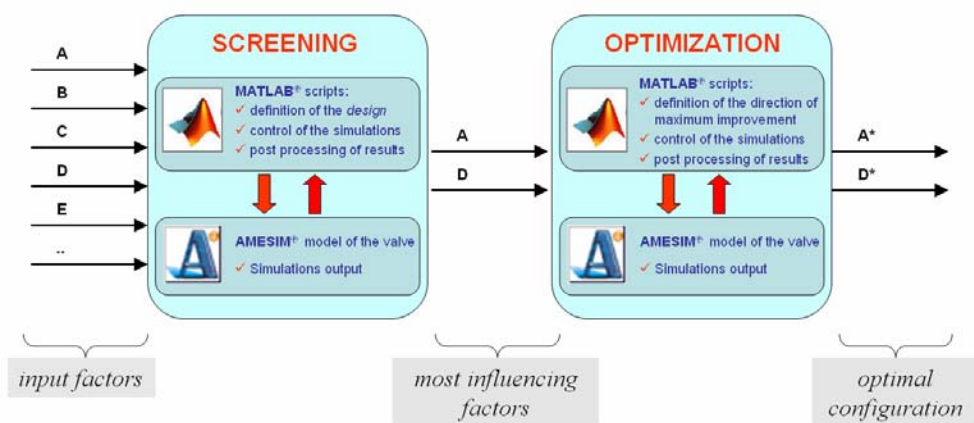 SCREENING
MATLAB® scripts:
✓ definition of the design
✓ control of the simulations
✓ post processing of results
AMESIM® model of the valve
✓ Simulations output
A
B
C
D
E
..
input factors
A
D
most influencing
factors
OPTIMIZATION
MATLAB® scripts:
✓ definition of the direction of
maximum improvement
✓ control of the simulations
✓ post processing of results
AMESIM® model of the valve
✓ Simulations output
A*
D*
optimal
configuration